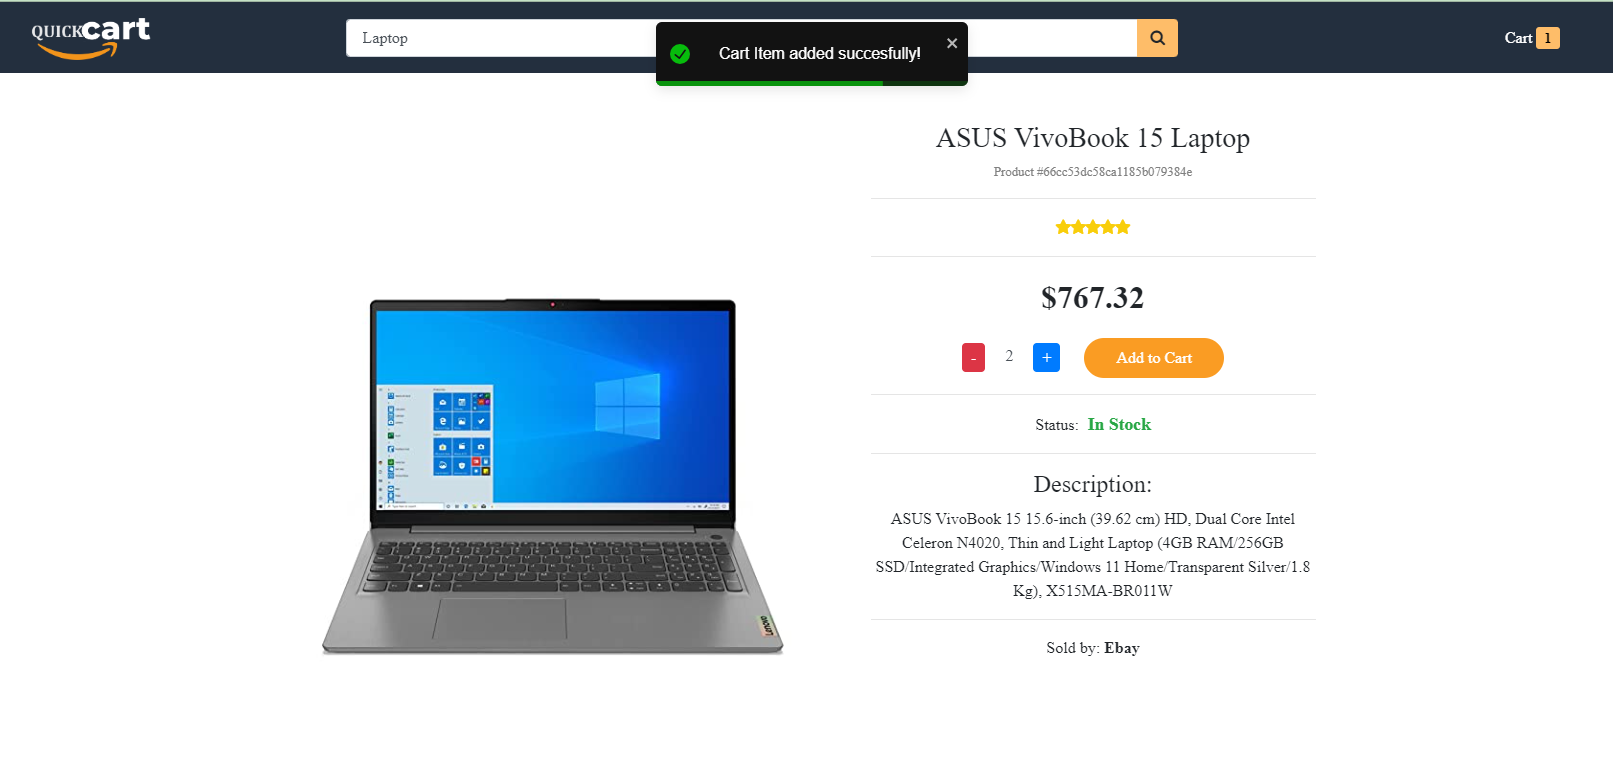 QUICKcart
Laptop
Cart Item added succesfully!
Cart 1
ASUS VivoBook 15 Laptop
Product #66cc53dc58ca1185b079384e
$767.32
- 2 + Add to Cart
Status: In Stock
Description:
ASUS VivoBook 15 15.6-inch (39.62 cm) HD, Dual Core Intel
Celeron N4020, Thin and Light Laptop (4GB RAM/256GB
SSD/Integrated Graphics/Windows 11 Home/Transparent Silver/1.8
Kg), X515MA-BR011W
Sold by: Ebay
Lenovo